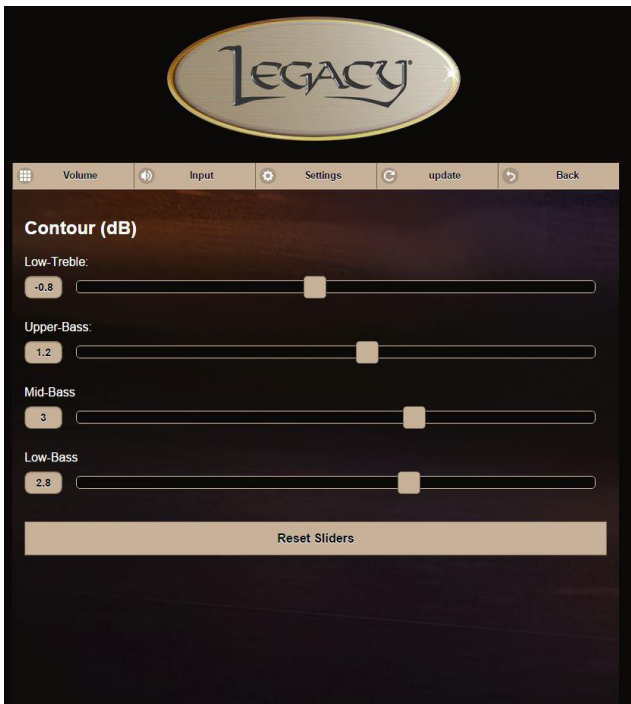 LEGACY
Volume Input Settings update Back
Contour (dB)
Low-Treble:
-0.8
Upper-Bass:
1.2
Mid-Bass
3
Low-Bass
2.8
Reset Sliders